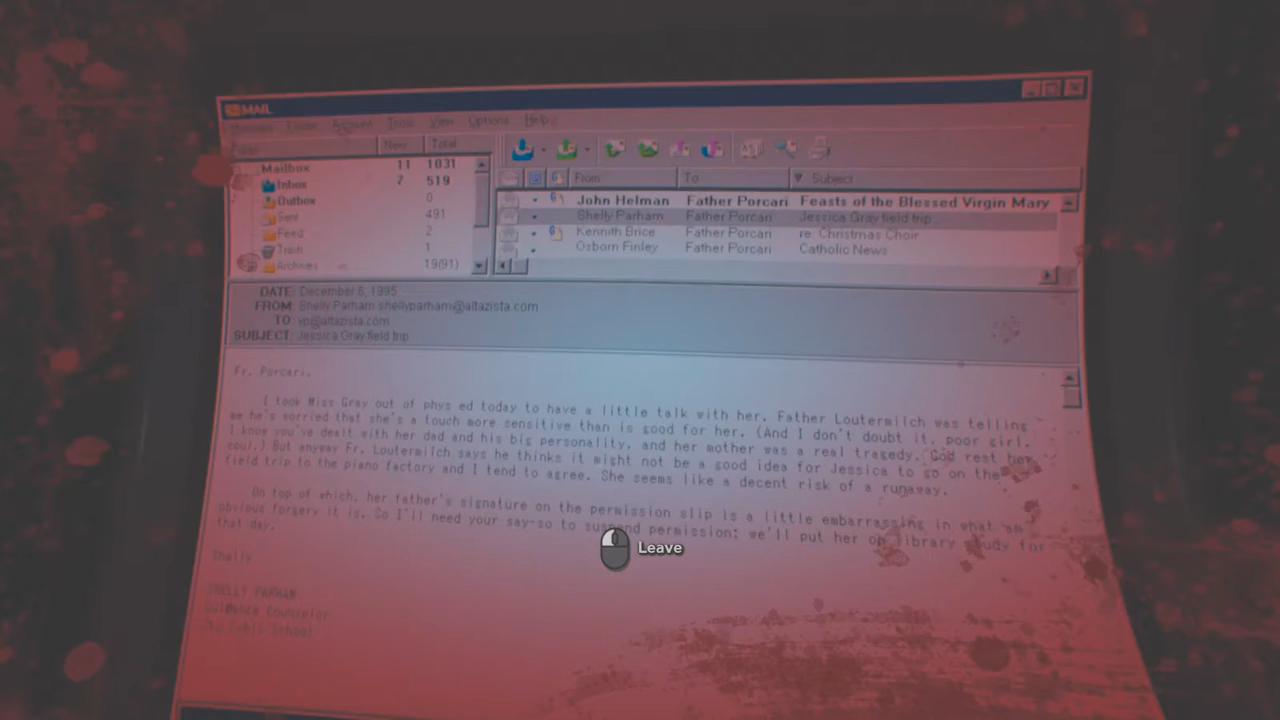 MAIL
Account Tools View Options Help
New Total
Mailbox 11 1031
Inbox 7 519
Outbox 0
Sent 491
Feed 2
Trash 1
Archives 19(91)
From To Subject
John Helman Father Porcari Feasts of the Blessed Virgin Mary
Shelly Parham Father Porcari Jessica Gray field trip
Kennith Brice Father Porcari re: Christmas Choir
Osborn Finley Father Porcari Catholic News
DATE: December 6, 1995
FROM: Shelly Parham shellyparham@altazista.com
TO: vp@altazista.com
SUBJECT: Jessica Gray field trip
Fr. Porcari,
I took Miss Gray out of phys ed today to have a little talk with her. Father Loutermilch was telling
me he's worried that she's a touch more sensitive than is good for her. (And I don't doubt it, poor girl.
I know you've dealt with her dad and his big personality, and her mother was a real tragedy. God rest her
soul.) But anyway Fr. Loutermilch says he thinks it might not be a good idea for Jessica to go on the
field trip to the piano factory and I tend to agree. She seems like a decent risk of a runaway.
On top of which, her father's signature on the permission slip is a little embarrassing in what an
obvious forgery it is. So I'll need your say-so to suspend permission; we'll put her on library study for
that day.
Shelly
SHELLY PARHAM
Guidance Counselor
School
Leave